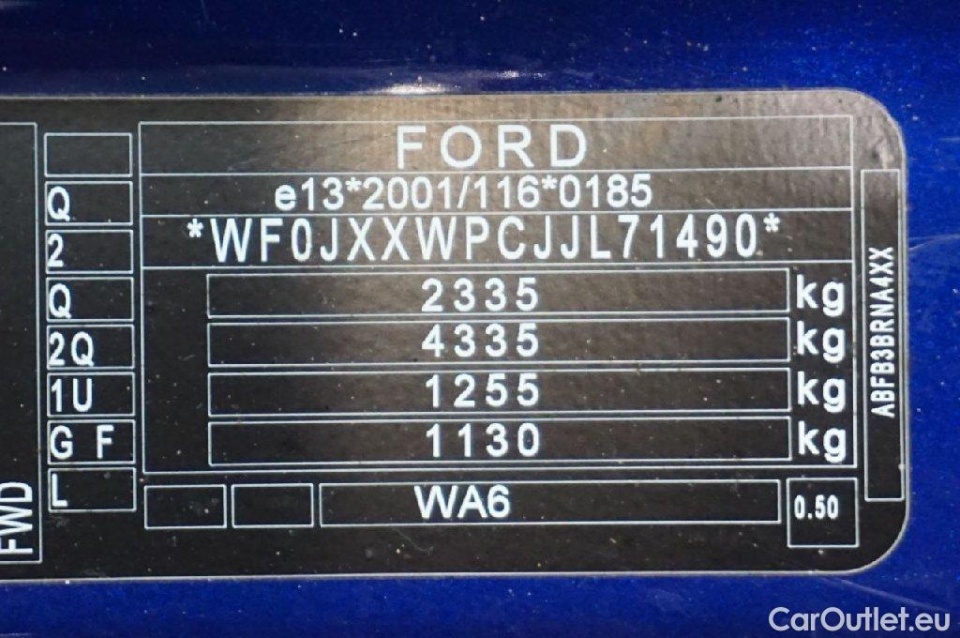 FORD
e13*2001/116*0185
*WF0JXXWPCJJL71490*
2335 kg
4335 kg
1255 kg
1130 kg
WA6
0.50
Q
2
Q
2Q
1U
G F
L
FWD
ABFB3BRNA4XX
CarOutlet.eu